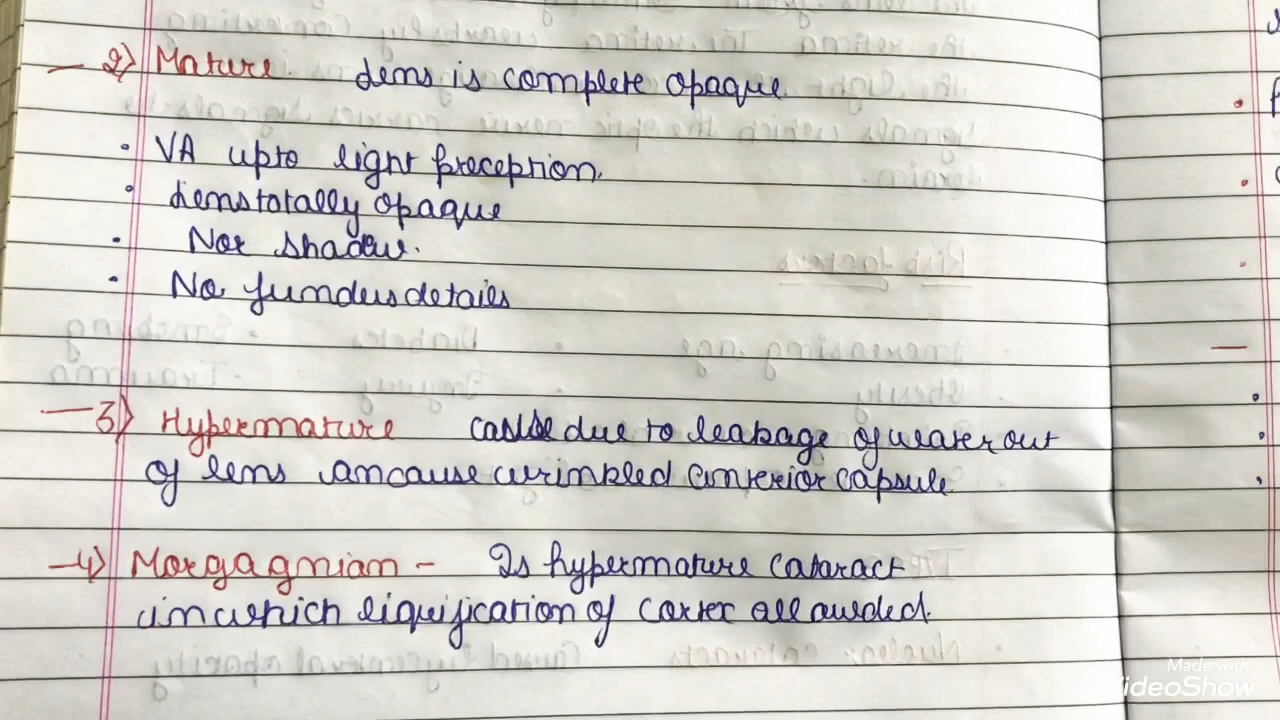 2) Mature. Lens is complete opaque
• VA upto light preception.
• Lens totally opaque
• Not shadow.
• No fundus details
3) Hypermature cause due to leakage of water out
of lens can cause wrinkled anterior capsule
4) Morgagnian - Is hypermature cataract
in which liquification of cortex
Made with
VideoShow